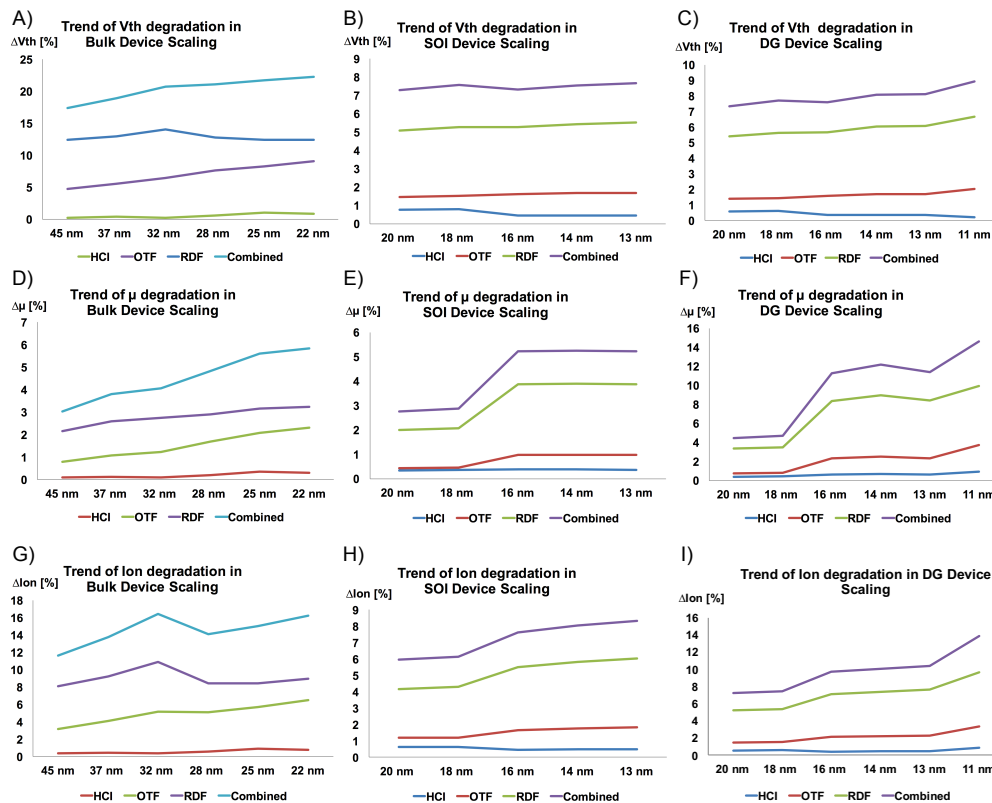 A)
Trend of Vth degradation in
Bulk Device Scaling
ΔVth [%]
25
20
15
10
5
0
45 nm 37 nm 32 nm 28 nm 25 nm 22 nm
HCI OTF RDF Combined
B)
Trend of Vth degradation in
SOI Device Scaling
ΔVth [%]
9
8
7
6
5
4
3
2
1
0
20 nm 18 nm 16 nm 14 nm 13 nm
HCI OTF RDF Combined
C)
Trend of Vth degradation in
DG Device Scaling
ΔVth [%]
10
9
8
7
6
5
4
3
2
1
0
20 nm 18 nm 16 nm 14 nm 13 nm 11 nm
HCI OTF RDF Combined
D)
Trend of μ degradation in
Bulk Device Scaling
Δμ [%]
7
6
5
4
3
2
1
0
45 nm 37 nm 32 nm 28 nm 25 nm 22 nm
HCI OTF RDF Combined
E)
Trend of μ degradation in
SOI Device Scaling
Δμ [%]
6
5
4
3
2
1
0
20 nm 18 nm 16 nm 14 nm 13 nm
HCI OTF RDF Combined
F)
Trend of μ degradation in
DG Device Scaling
Δμ [%]
16
14
12
10
8
6
4
2
0
20 nm 18 nm 16 nm 14 nm 13 nm 11 nm
HCI OTF RDF Combined
G)
Trend of Ion degradation in
Bulk Device Scaling
ΔIon [%]
18
16
14
12
10
8
6
4
2
0
45 nm 37 nm 32 nm 28 nm 25 nm 22 nm
HCI OTF RDF Combined
H)
Trend of Ion degradation in
SOI Device Scaling
ΔIon [%]
9
8
7
6
5
4
3
2
1
0
20 nm 18 nm 16 nm 14 nm 13 nm
HCI OTF RDF Combined
I)
Trend of Ion degradation in DG Device
Scaling
ΔIon [%]
16
14
12
10
8
6
4
2
0
20 nm 18 nm 16 nm 14 nm 13 nm 11 nm
HCI OTF RDF Combined